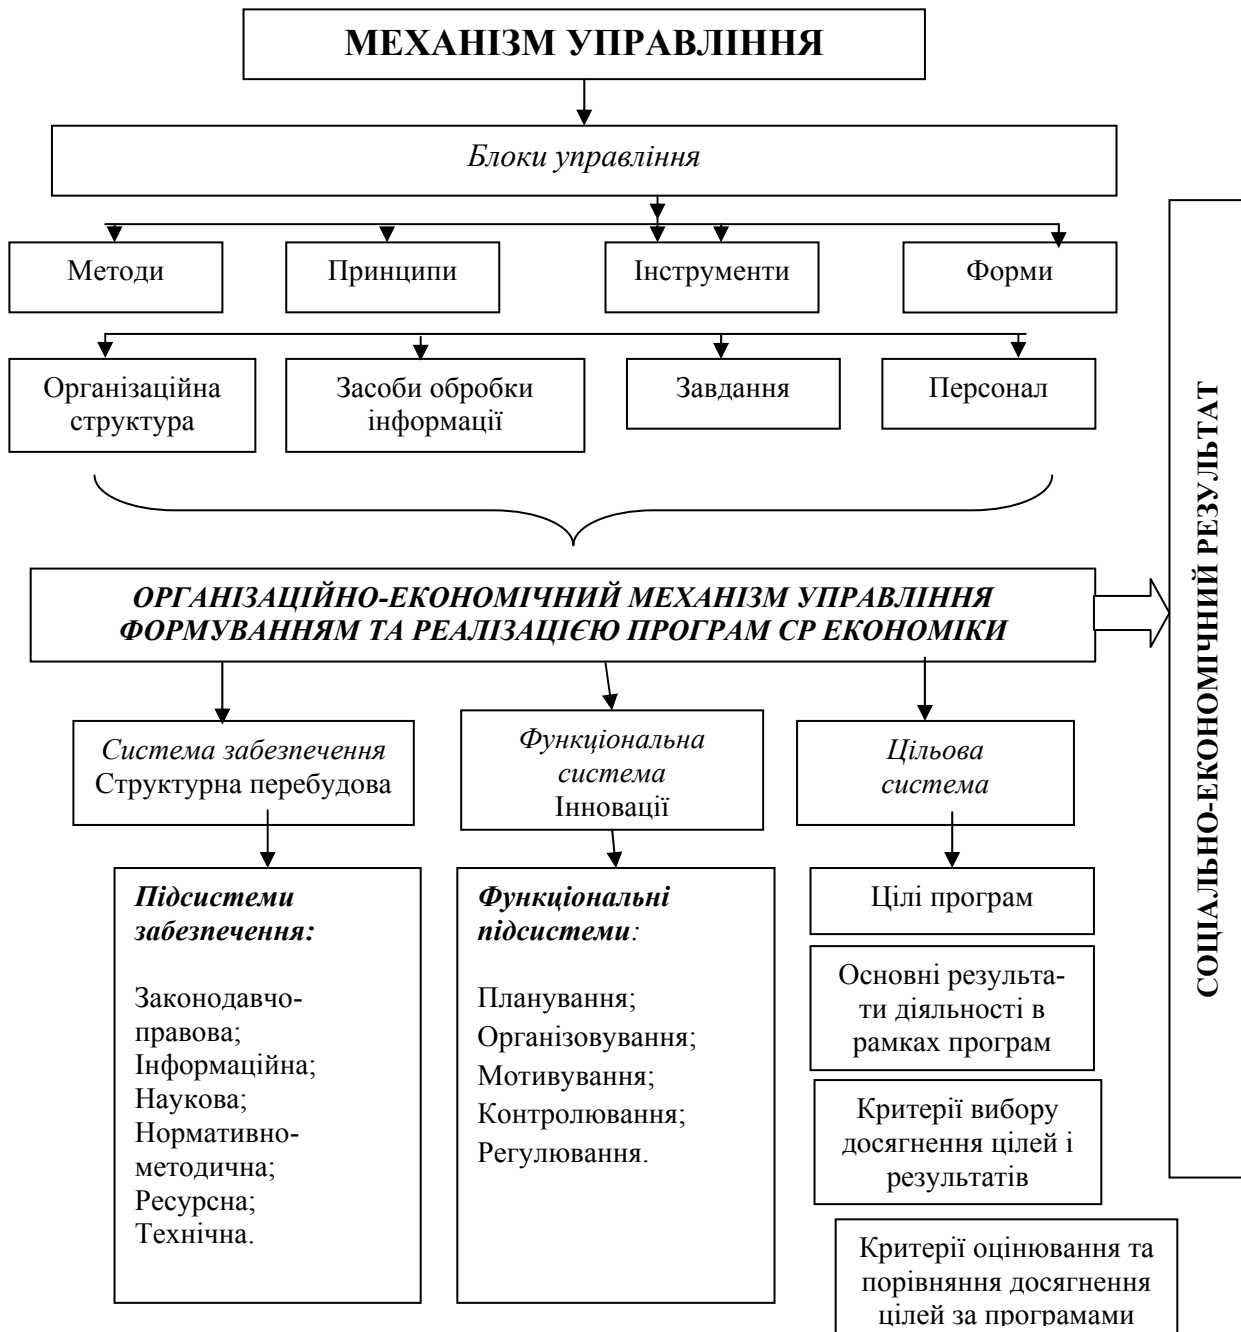 МЕХАНІЗМ УПРАВЛІННЯ
Блоки управління
Методи
Принципи
Інструменти
Форми
Організаційна
структура
Засоби обробки
інформації
Завдання
Персонал
ОРГАНІЗАЦІЙНО-ЕКОНОМІЧНИЙ МЕХАНІЗМ УПРАВЛІННЯ
ФОРМУВАННЯМ ТА РЕАЛІЗАЦІЄЮ ПРОГРАМ СР ЕКОНОМІКИ
СОЦІАЛЬНО-ЕКОНОМІЧНИЙ РЕЗУЛЬТАТ
Система забезпечення
Структурна перебудова
Функціональна
система
Інновації
Цільова
система
Підсистеми
забезпечення:
Законодавчо-
правова;
Інформаційна;
Наукова;
Нормативно-
методична;
Ресурсна;
Технічна.
Функціональні
підсистеми:
Планування;
Організовування;
Мотивування;
Контролювання;
Регулювання.
Цілі програм
Основні результа-
ти діяльності в
рамках програм
Критерії вибору
досягнення цілей і
результатів
Критерії оцінювання та
порівняння досягнення
цілей за програмами